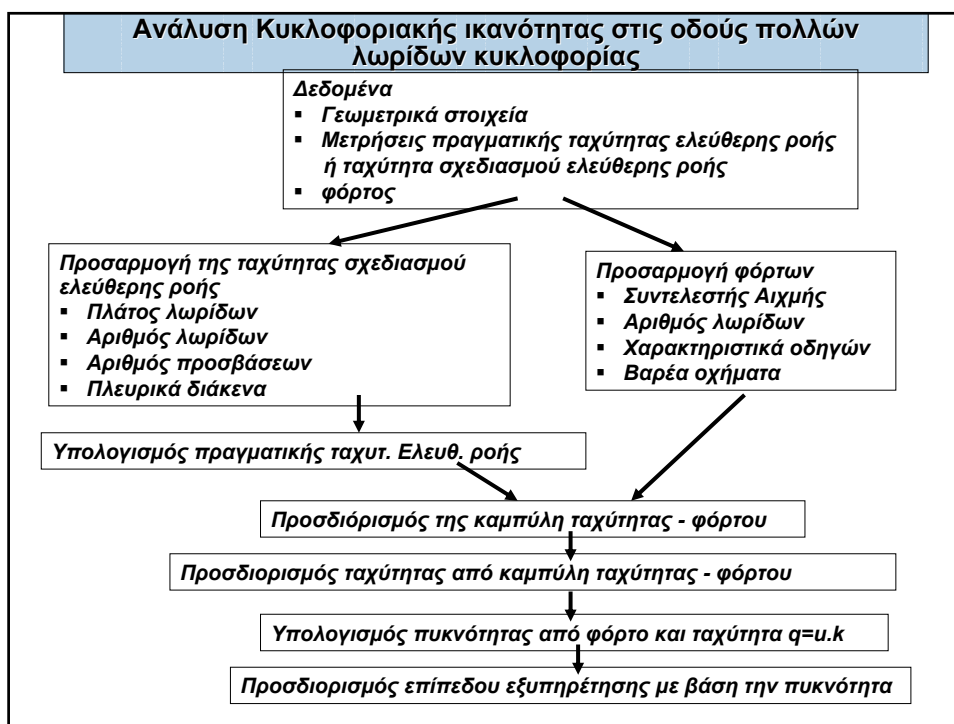 Ανάλυση Κυκλοφοριακής ικανότητας στις οδούς πολλών
λωρίδων κυκλοφορίας
Δεδομένα
▪ Γεωμετρικά στοιχεία
▪ Μετρήσεις πραγματικής ταχύτητας ελεύθερης ροής
ή ταχύτητα σχεδιασμού ελεύθερης ροής
▪ φόρτος
Προσαρμογή της ταχύτητας σχεδιασμού
ελεύθερης ροής
▪ Πλάτος λωρίδων
▪ Αριθμός λωρίδων
▪ Αριθμός προσβάσεων
▪ Πλευρικά διάκενα
Προσαρμογή φόρτων
▪ Συντελεστής Αιχμής
▪ Αριθμός λωρίδων
▪ Χαρακτηριστικά οδηγών
▪ Βαρέα οχήματα
Υπολογισμός πραγματικής ταχυτ. Ελευθ. ροής
Προσδιόρισμός της καμπύλη ταχύτητας - φόρτου
Προσδιορισμός ταχύτητας από καμπύλη ταχύτητας - φόρτου
Υπολογισμός πυκνότητας από φόρτο και ταχύτητα q=u.k
Προσδιορισμός επίπεδου εξυπηρέτησης με βάση την πυκνότητα